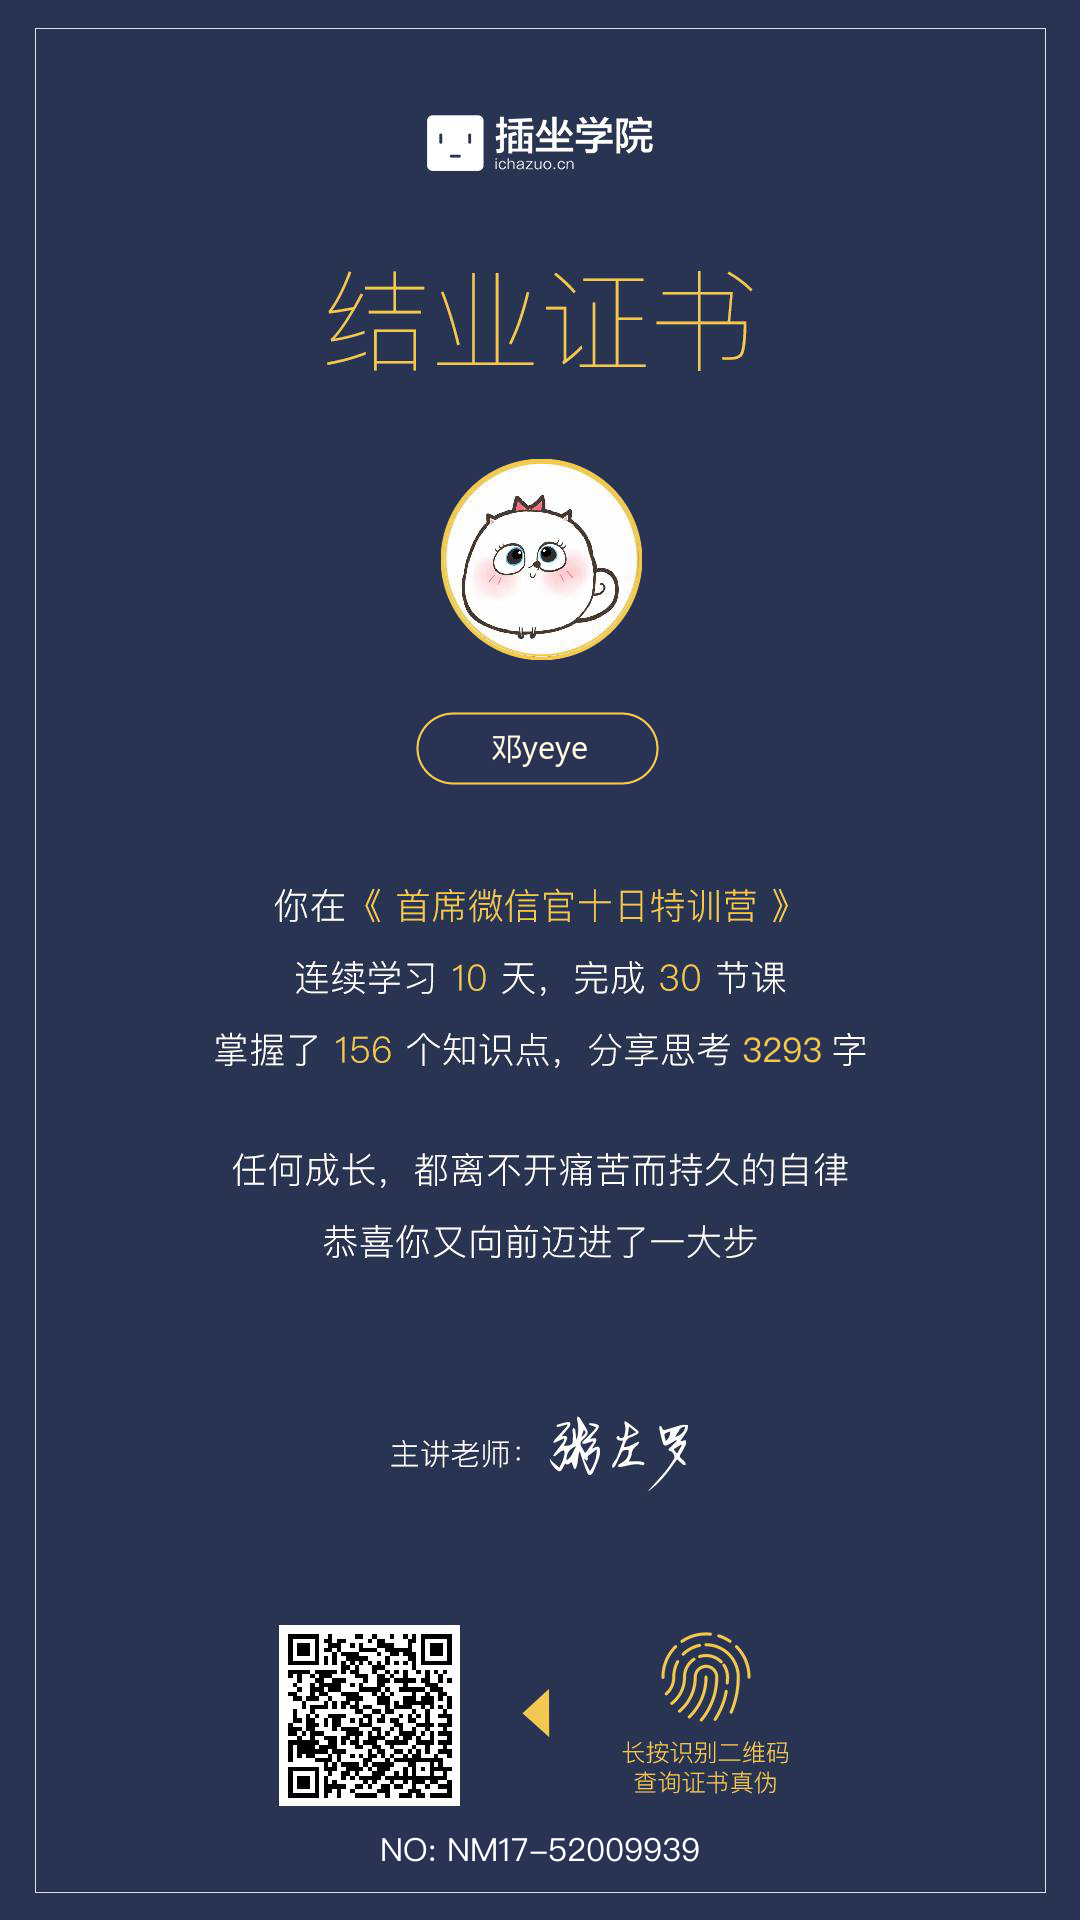 插坐学院
ichazuo.cn
结业证书
邓yeye
你在《 首席微信官十日特训营 》
连续学习 10 天，完成 30 节课
掌握了 156 个知识点，分享思考 3293 字
任何成长，都离不开痛苦而持久的自律
恭喜你又向前迈进了一大步
主讲老师：粥左罗
长按识别二维码
查询证书真伪
NO: NM17-52009939